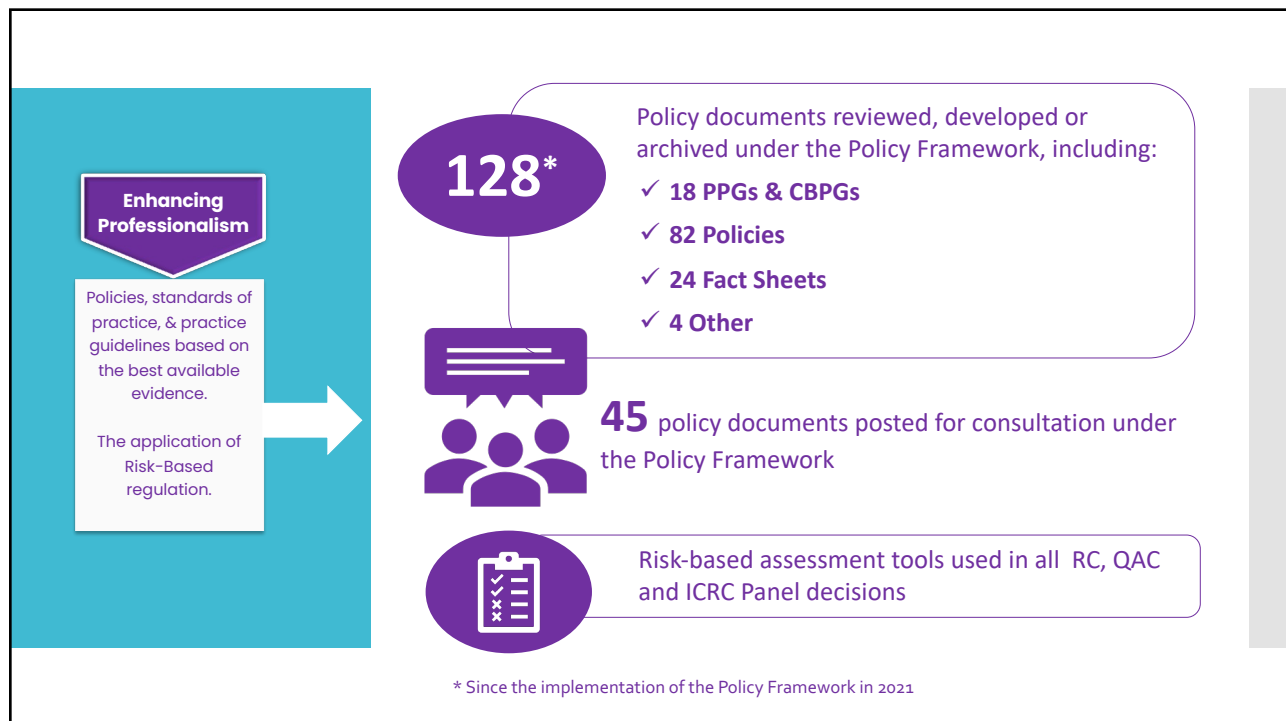 Enhancing
Professionalism
Policies, standards of
practice, & practice
guidelines based on
the best available
evidence.
The application of
Risk-Based
regulation.
128*
Policy documents reviewed, developed or
archived under the Policy Framework, including:
✓ 18 PPGs & CBPGs
✓ 82 Policies
✓ 24 Fact Sheets
✓ 4 Other
45 policy documents posted for consultation under
the Policy Framework
Risk-based assessment tools used in all RC, QAC
and ICRC Panel decisions
* Since the implementation of the Policy Framework in 2021